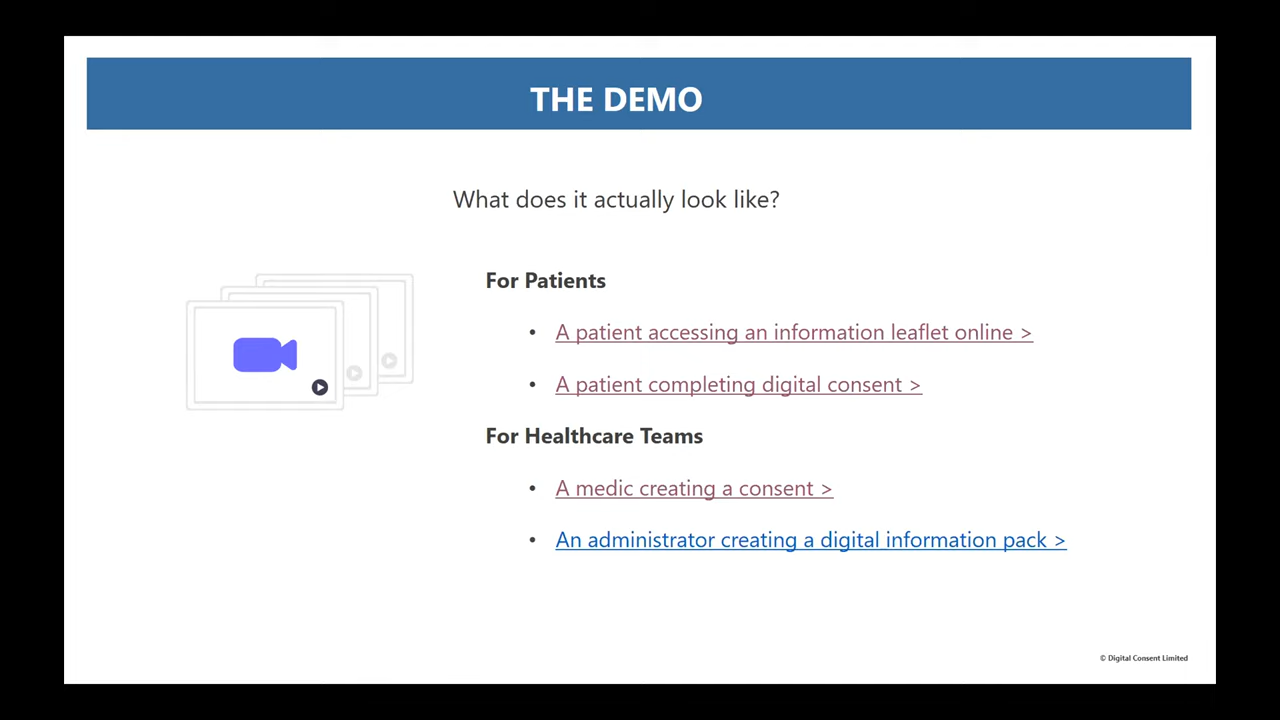 THE DEMO
What does it actually look like?
For Patients
• A patient accessing an information leaflet online >
• A patient completing digital consent >
For Healthcare Teams
• A medic creating a consent >
• An administrator creating a digital information pack >
© Digital Consent Limited